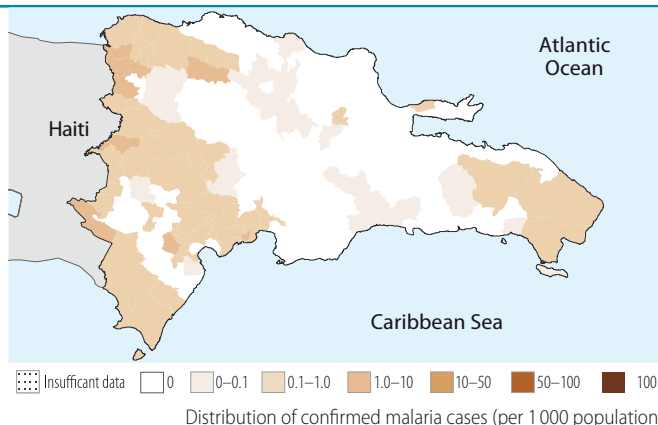 Atlantic
Ocean
Haiti
Caribbean Sea
Insufficant data 0 0–0.1 0.1–1.0 1.0–10 10–50 50–100 100
Distribution of confirmed malaria cases (per 1 000 population